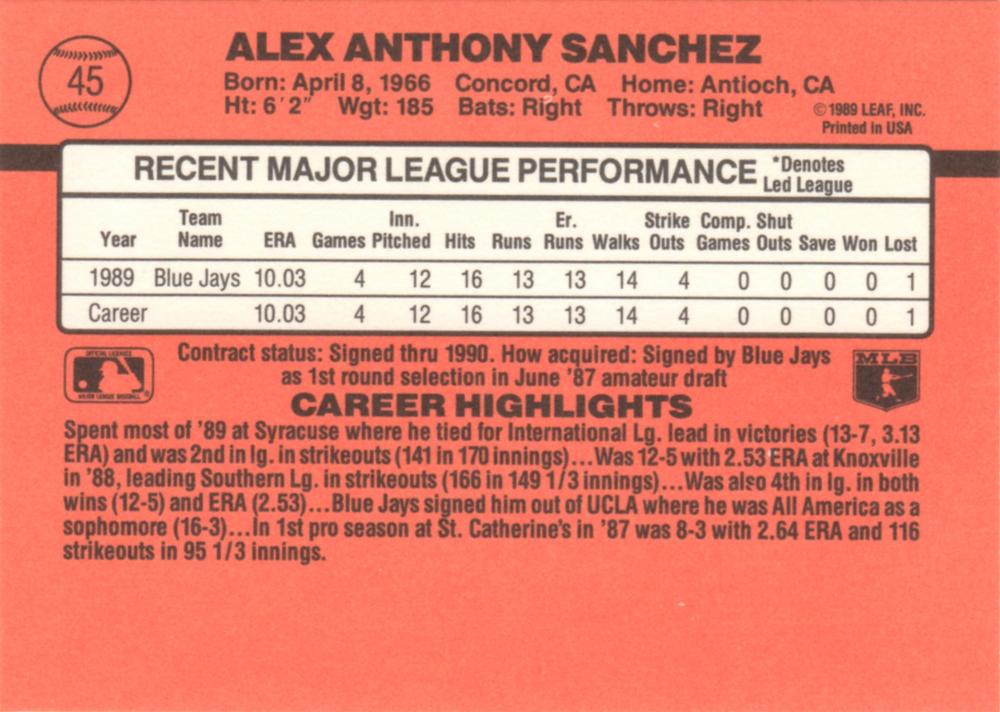 45
ALEX ANTHONY SANCHEZ
Born: April 8, 1966 Concord, CA Home: Antioch, CA
Ht: 6'2" Wgt: 185 Bats: Right Throws: Right
©1989 LEAF, INC.
Printed in USA
RECENT MAJOR LEAGUE PERFORMANCE *Denotes Led League
Year Team Name ERA Games Inn. Pitched Hits Runs Er. Runs Walks Strike Outs Comp. Games Shut Outs Save Won Lost
1989 Blue Jays 10.03 4 12 16 13 13 14 4 0 0 0 0 1
Career 10.03 4 12 16 13 13 14 4 0 0 0 0 1
OFFICIAL LICENSEE
MAJOR LEAGUE BASEBALL
Contract status: Signed thru 1990. How acquired: Signed by Blue Jays
as 1st round selection in June '87 amateur draft
MLB
CAREER HIGHLIGHTS
Spent most of '89 at Syracuse where he tied for International Lg. lead in victories (13-7, 3.13
ERA) and was 2nd in lg. in strikeouts (141 in 170 innings)...Was 12-5 with 2.53 ERA at Knoxville
in '88, leading Southern Lg. in strikeouts (166 in 149 1/3 innings)...Was also 4th in lg. in both
wins (12-5) and ERA (2.53)...Blue Jays signed him out of UCLA where he was All America as a
sophomore (16-3)...In 1st pro season at St. Catherine's in '87 was 8-3 with 2.64 ERA and 116
strikeouts in 95 1/3 innings.